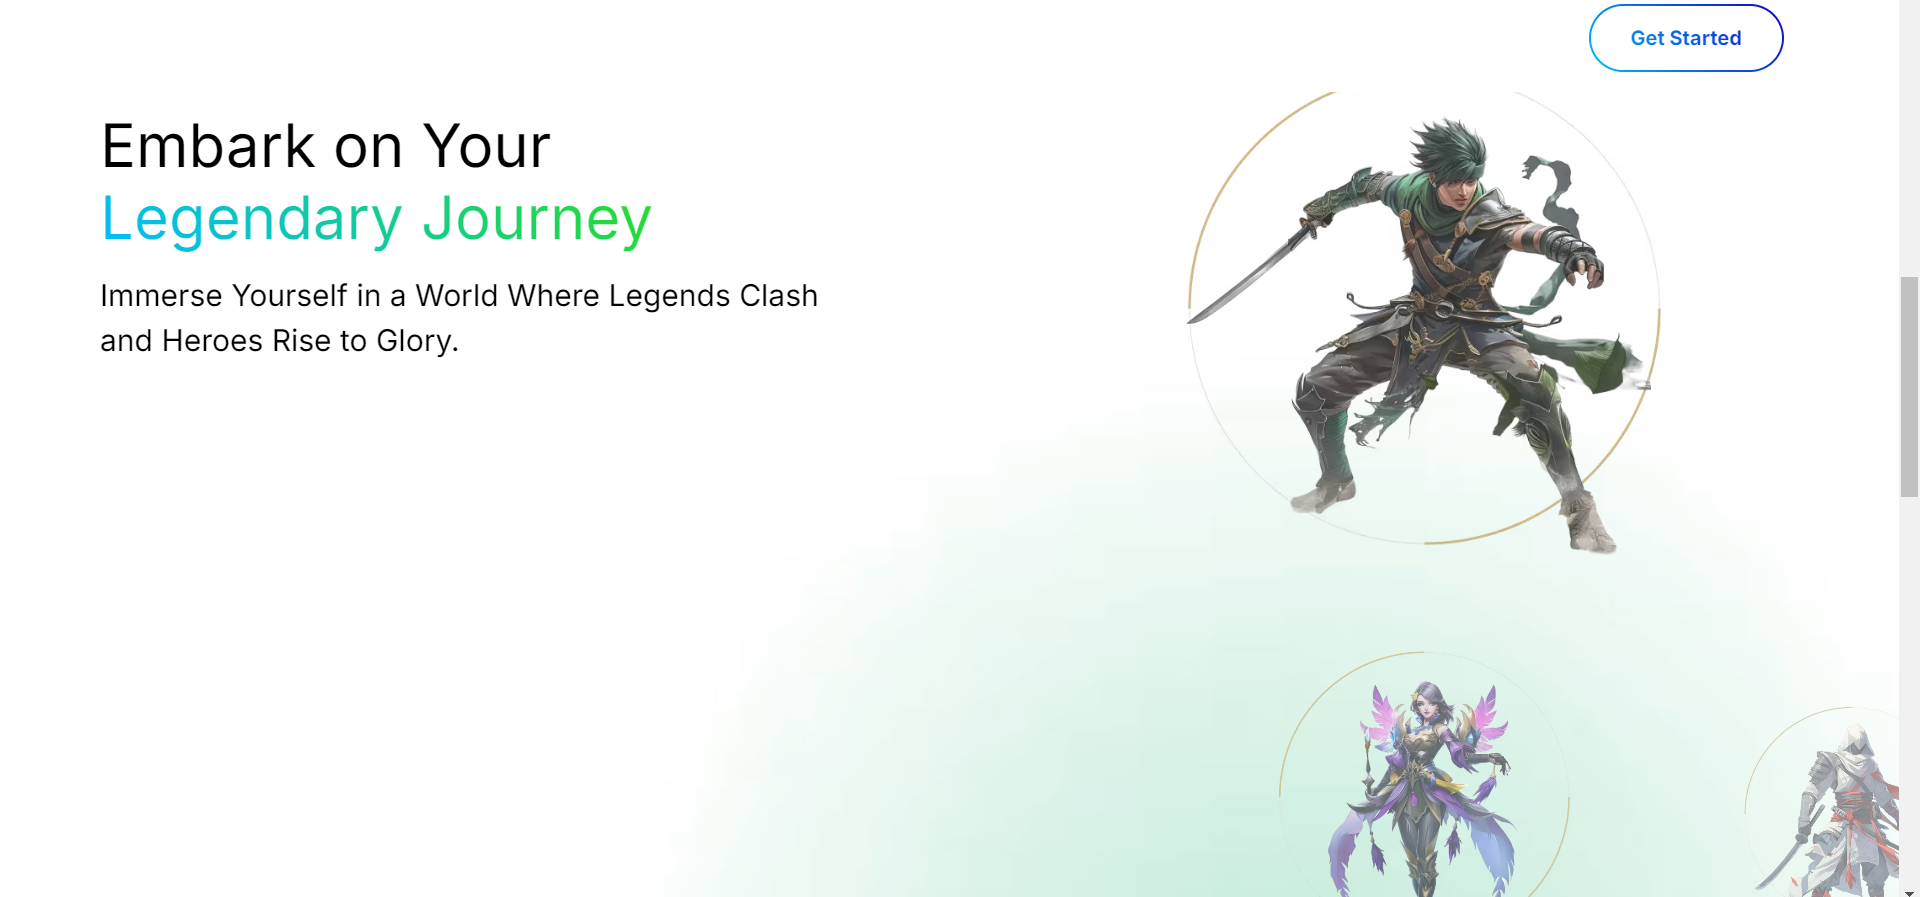 Get Started
Embark on Your
Legendary Journey
Immerse Yourself in a World Where Legends Clash
and Heroes Rise to Glory.